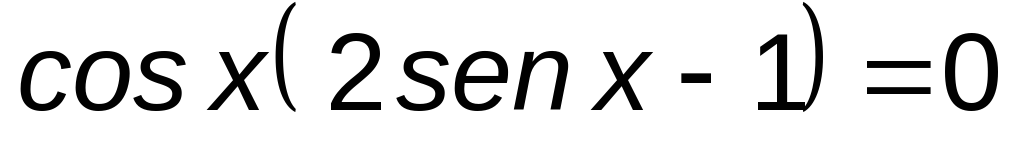 cos x( 2sen x - 1) =0